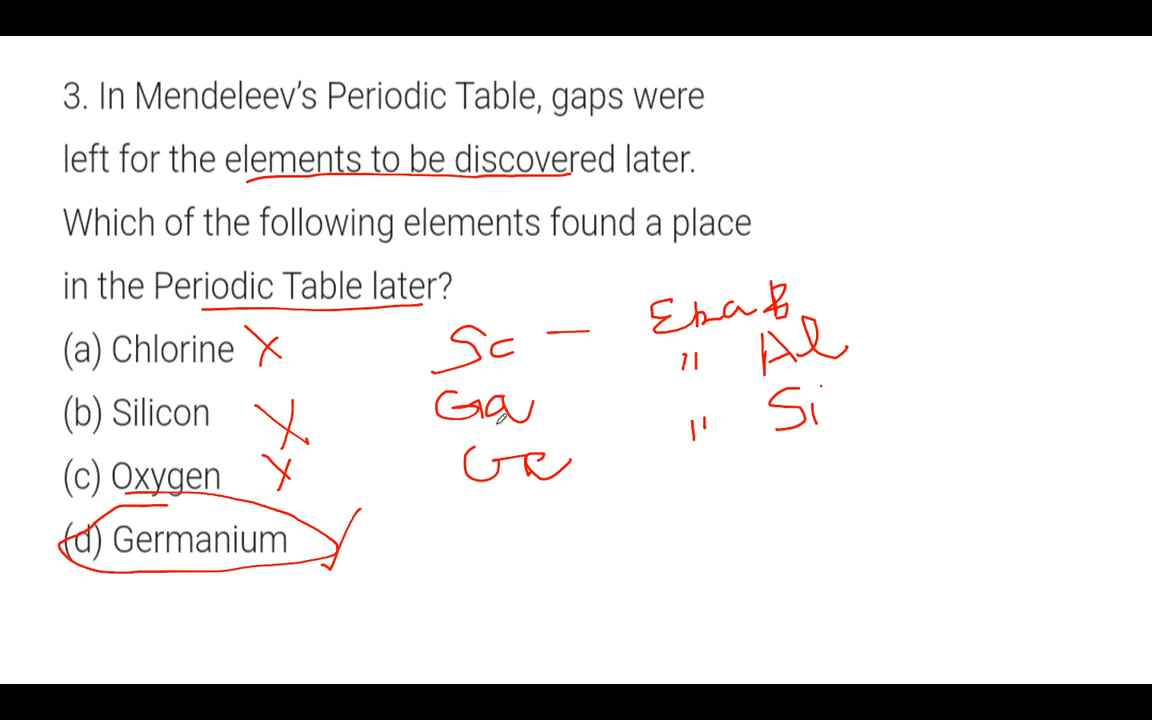 3. In Mendeleev's Periodic Table, gaps were
left for the elements to be discovered later.
Which of the following elements found a place
in the Periodic Table later?
(a) Chlorine X
(b) Silicon X
(c) Oxygen X
(d) Germanium ✓
Sc — Eka B
Ga " Al
Ge " Si